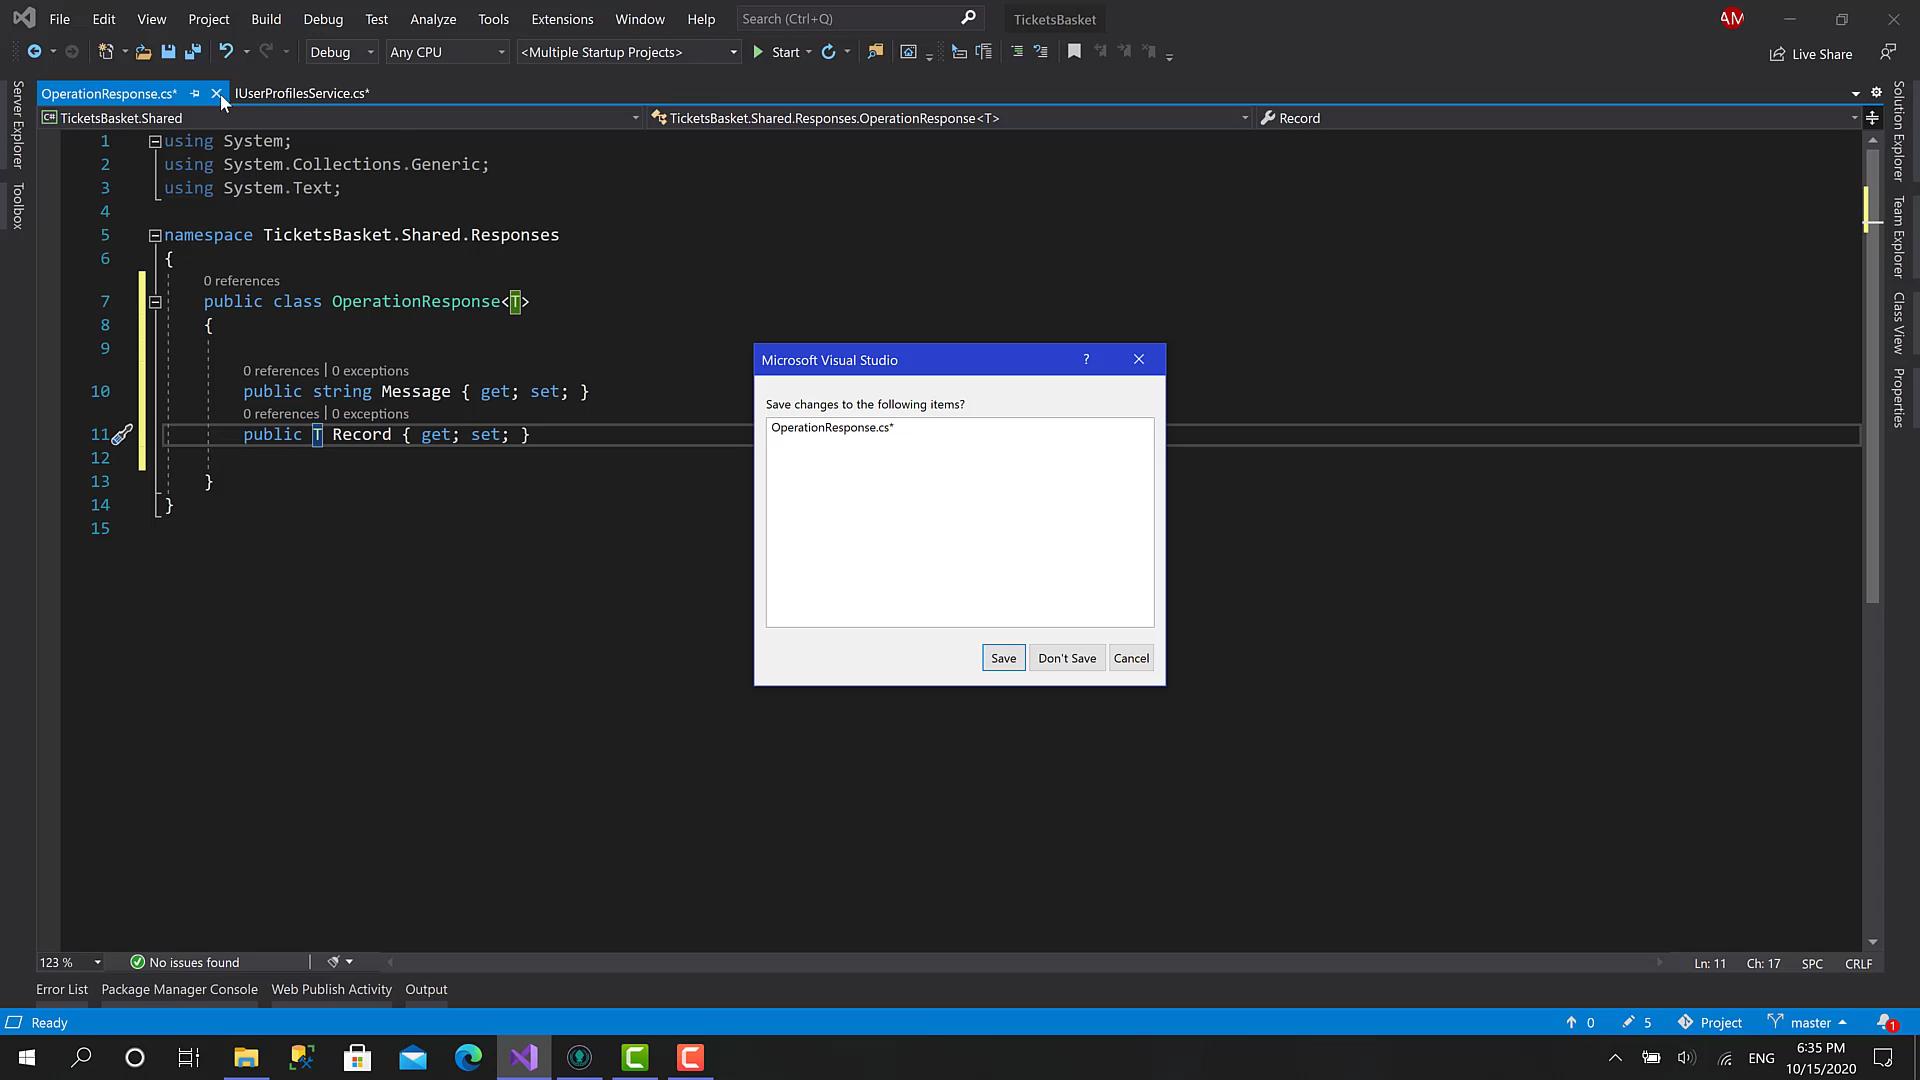 File Edit View Project Build Debug Test Analyze Tools Extensions Window Help Search (Ctrl+Q) TicketsBasket AM
Debug Any CPU <Multiple Startup Projects> Start Live Share
OperationResponse.cs* IUserProfilesService.cs*
C# TicketsBasket.Shared TicketsBasket.Shared.Responses.OperationResponse<T> Record
Server Explorer
Toolbox
Solution Explorer
Team Explorer
Class View
Properties
1 using System;
2 using System.Collections.Generic;
3 using System.Text;
4
5 namespace TicketsBasket.Shared.Responses
6 {
0 references
7 public class OperationResponse<T>
8 {
9
0 references | 0 exceptions
10 public string Message { get; set; }
0 references | 0 exceptions
11 public T Record { get; set; }
12
13 }
14 }
15
Microsoft Visual Studio ?
Save changes to the following items?
OperationResponse.cs*
Save Don't Save Cancel
123 % No issues found Ln: 11 Ch: 17 SPC CRLF
Error List Package Manager Console Web Publish Activity Output
Ready 0 5 Project master 1
ENG 6:35 PM
10/15/2020